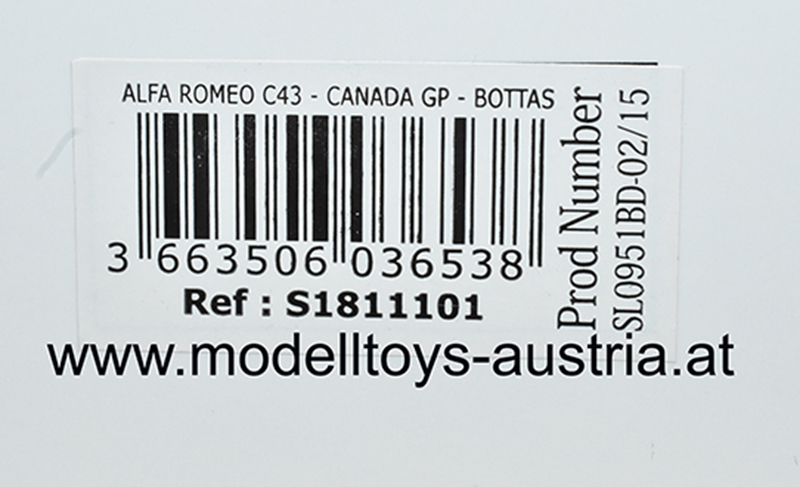 ALFA ROMEO C43 - CANADA GP - BOTTAS
3 663506 036538
Ref : S1811101
Prod Number
SL0951BD-02/15
www.modelltoys-austria.at